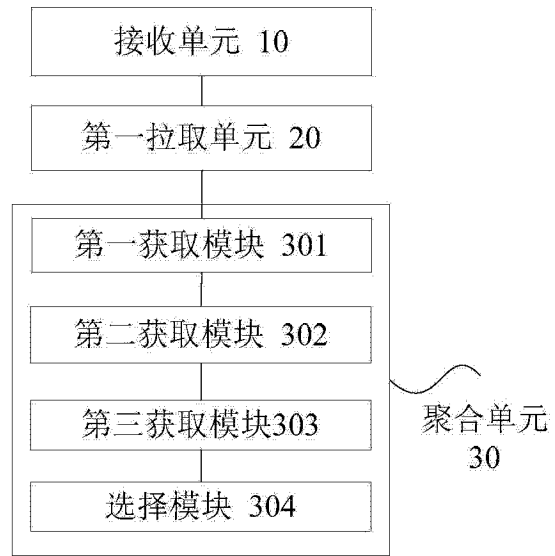 接收单元 10
第一拉取单元 20
第一获取模块 301
第二获取模块 302
第三获取模块303
选择模块 304
聚合单元
30